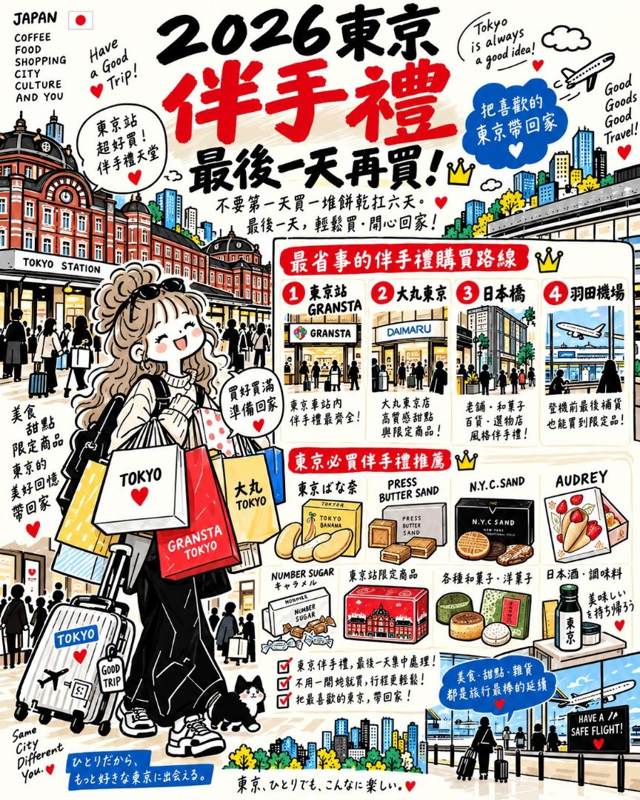 JAPAN
COFFEE
FOOD
SHOPPING
CITY
CULTURE
AND YOU
Have
a Good
Trip!
2026東京
伴手禮
最後一天再買!
Tokyo
is always
a good idea!
東京站
超好買!
伴手禮天堂
把喜歡的
東京帶回家
Good
Goods
Good
Travel!
不要第一天買一堆餅乾扛六天。
最後一天,輕鬆買・開心回家!
TOKYO STATION
最省事的伴手禮購買路線
1 東京站
GRANSTA
GRANSTA
東京車站內
伴手禮最齊全!
2 大丸東京
DAIMARU
大丸東京店
高質感甜點
與限定商品!
3 日本橋
老舖・和菓子
百貨・選物店
風格伴手禮!
4 羽田機場
登機前最後補貨
也能買到限定品!
買好買滿
準備回家
美食
甜點
限定商品
東京的
美好回憶
帶回家
TOKYO
GRANSTA
TOKYO
大丸
TOKYO
東京必買伴手禮推薦
東京ばな奈
TOKYO
BANANA
PRESS
BUTTER SAND
PRESS
BUTTER
SAND
N.Y.C.SAND
N.Y.C.SAND
AUDREY
NUMBER SUGAR
キャラメル
NUMBER
SUGAR
東京站限定商品
各種和菓子・洋菓子
日本酒・調味料
東京
美味しい
を持ち帰ろう
TOKYO
GOOD
TRIP
東京伴手禮,最後一天集中處理!
不用一開始就買,行程更輕鬆!
把最喜歡的東京,帶回家!
美食・甜點・雜貨
都是旅行最棒的延續
HAVE A
SAFE FLIGHT!
Same
City
Different
You.
ひとりだから、
もっと好きな東京に出会える。
東京、ひとりでも、こんなに楽しい。